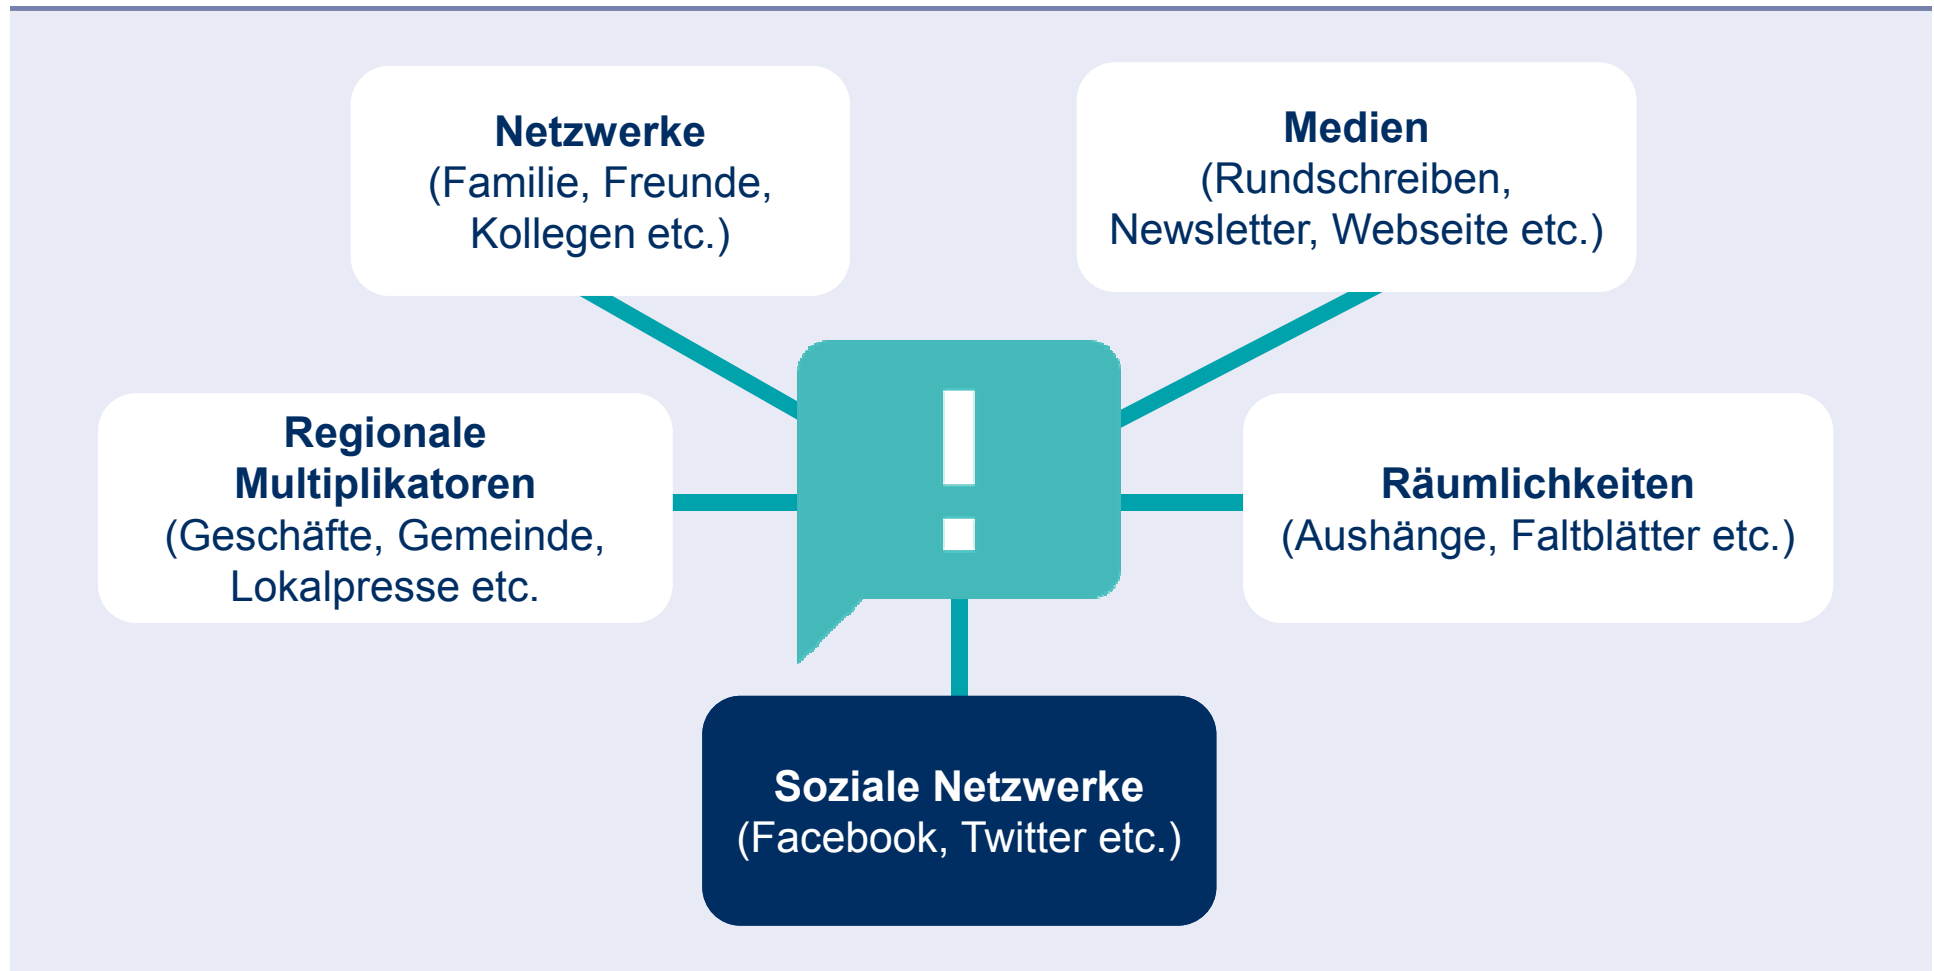 Netzwerke
(Familie, Freunde,
Kollegen etc.)
Medien
(Rundschreiben,
Newsletter, Webseite etc.)
!
Regionale
Multiplikatoren
(Geschäfte, Gemeinde,
Lokalpresse etc.
Räumlichkeiten
(Aushänge, Faltblätter etc.)
Soziale Netzwerke
(Facebook, Twitter etc.)